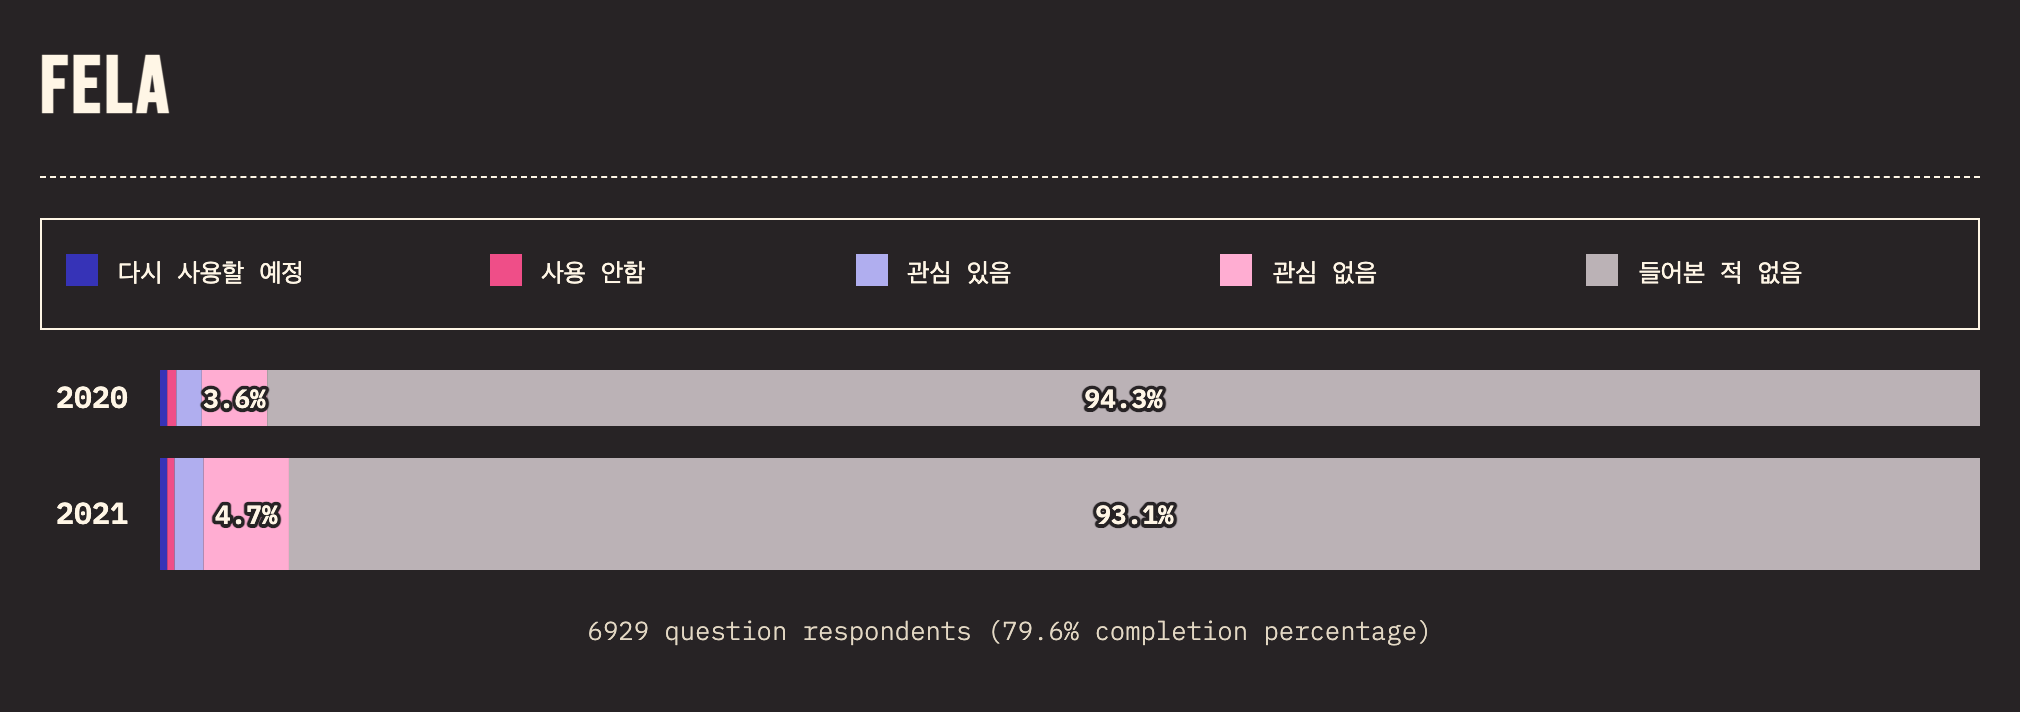 FELA
다시 사용할 예정 사용 안함 관심 있음 관심 없음 들어본 적 없음
2020 3.6% 94.3%
2021 4.7% 93.1%
6929 question respondents (79.6% completion percentage)